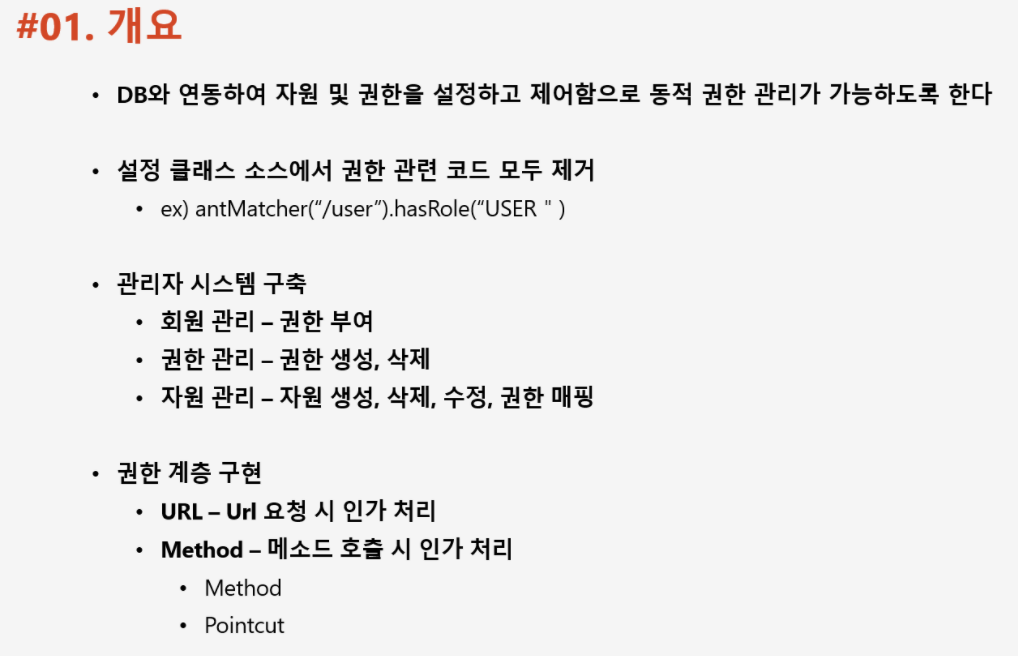 #01. 개요
• DB와 연동하여 자원 및 권한을 설정하고 제어함으로 동적 권한 관리가 가능하도록 한다
• 설정 클래스 소스에서 권한 관련 코드 모두 제거
• ex) antMatcher(“/user”).hasRole(“USER " )
• 관리자 시스템 구축
• 회원 관리 – 권한 부여
• 권한 관리 – 권한 생성, 삭제
• 자원 관리 – 자원 생성, 삭제, 수정, 권한 매핑
• 권한 계층 구현
• URL – Url 요청 시 인가 처리
• Method – 메소드 호출 시 인가 처리
• Method
• Pointcut